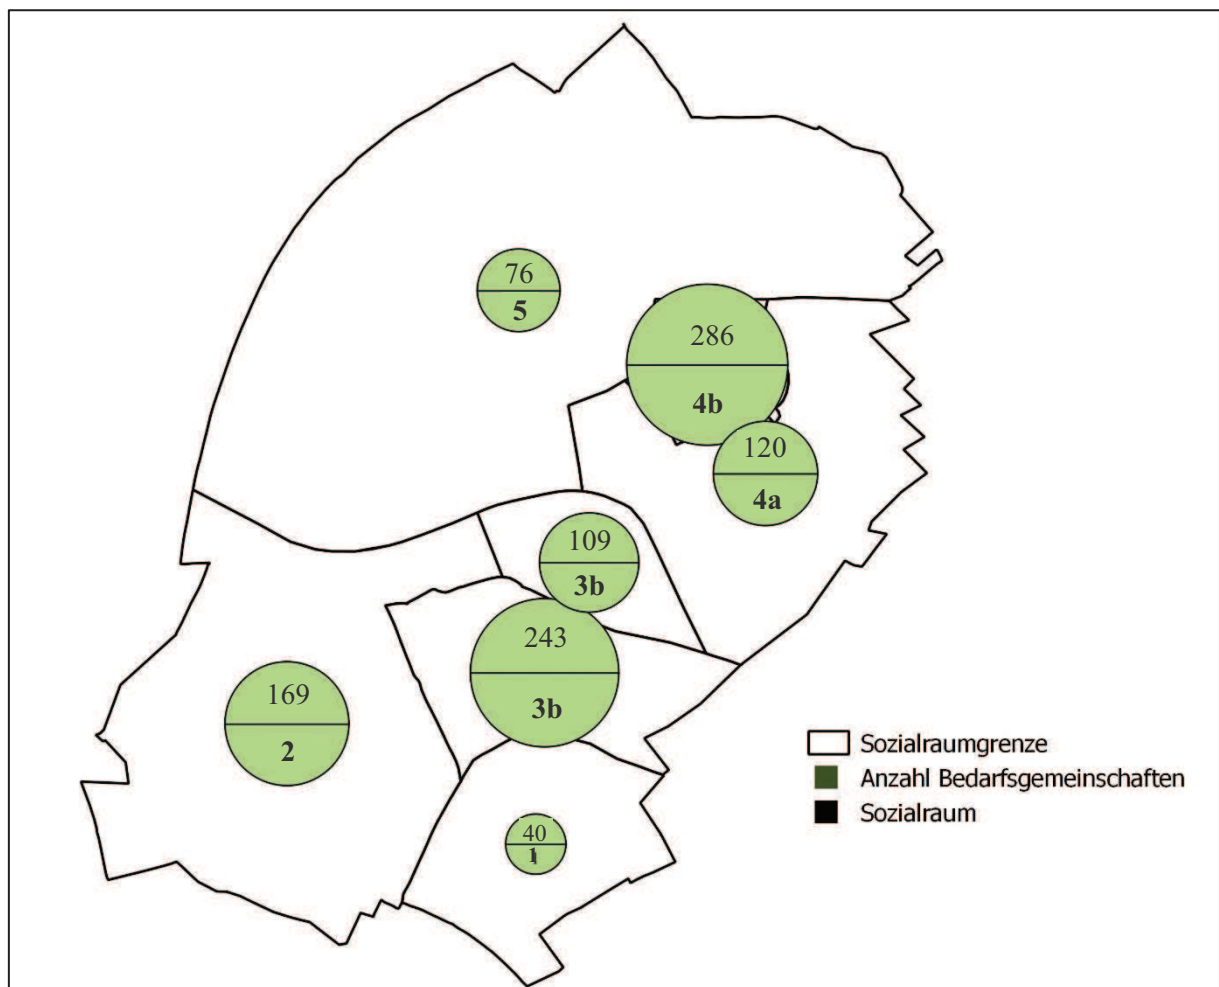 76
5
286
4b
120
4a
109
3b
243
3b
169
2
40
1
Sozialraumgrenze
Anzahl Bedarfsgemeinschaften
Sozialraum